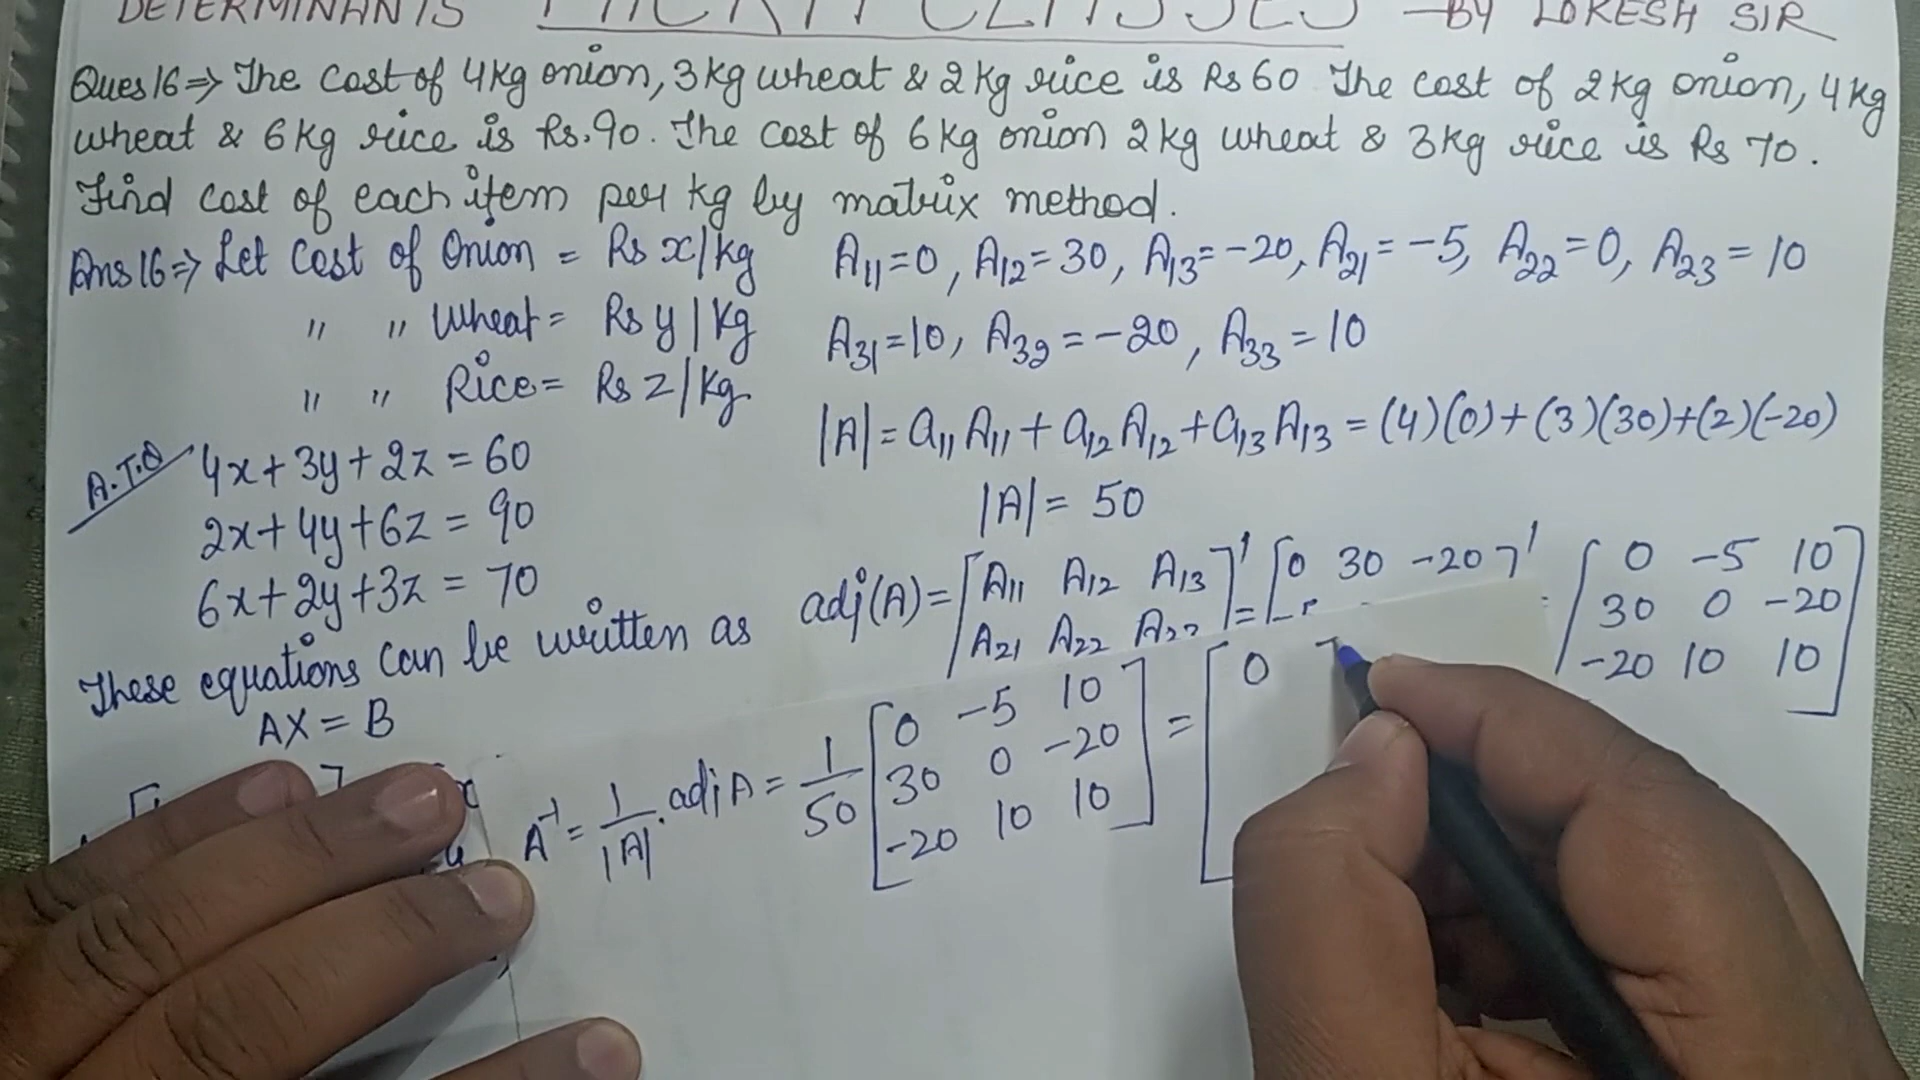 DETERMINANTS CLASSES - BY LOKESH SIR
Ques 16⇒ The cost of 4kg onion, 3kg wheat & 2kg rice is Rs 60 The cost of 2kg onion, 4kg
wheat & 6kg rice is Rs. 90. The cost of 6kg onion 2kg wheat & 3kg rice is Rs 70.
Find cost of each item per kg by matrix method.
Ans 16⇒ Let cost of Onion = Rs x/kg
" " Wheat = Rs y/kg
" " Rice = Rs z/kg.
A.T.Q 4x + 3y + 2z = 60
2x + 4y + 6z = 90
6x + 2y + 3z = 70
These equations can be written as
AX = B
A₁₁ = 0, A₁₂ = 30, A₁₃ = -20, A₂₁ = -5, A₂₂ = 0, A₂₃ = 10
A₃₁ = 10, A₃₂ = -20, A₃₃ = 10
|A| = a₁₁A₁₁ + a₁₂A₁₂ + a₁₃A₁₃ = (4)(0) + (3)(30) + (2)(-20)
|A| = 50
adj(A) = [A₁₁ A₁₂ A₁₃]' = [0 30 -20]' [0 -5 10]
A₂₁ A₂₂ A₂₃ = 30 0 -20
-20 10 10
A⁻¹ = 1/|A| . adj A = 1/50 [0 -5 10] = [0
30 0 -20
-20 10 10